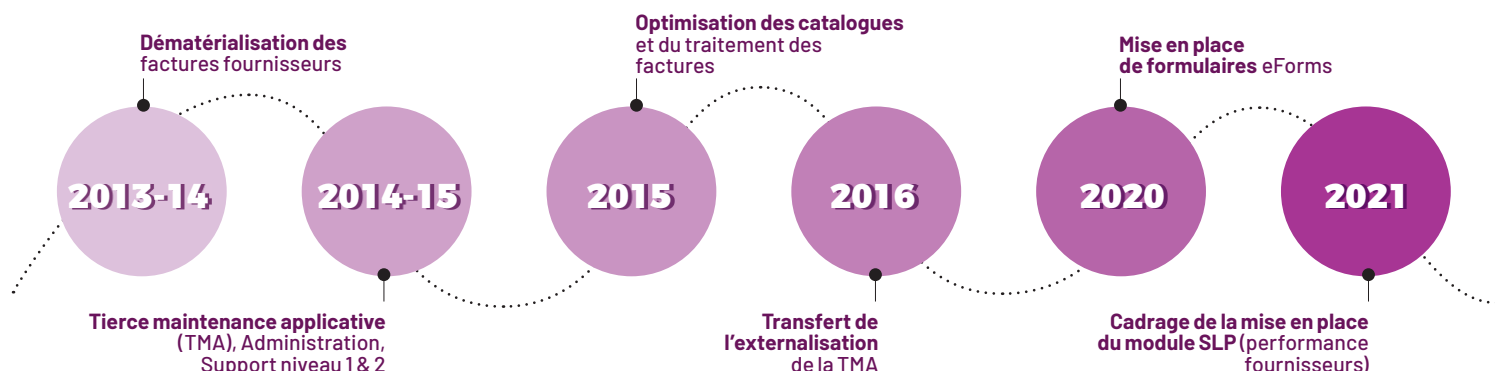 Dématérialisation des
factures fournisseurs
2013-14
2014-15
Tierce maintenance applicative
(TMA), Administration,
Support niveau 1 & 2
Optimisation des catalogues
et du traitement des
factures
2015
2016
Transfert de
l'externalisation
de la TMA
Mise en place
de formulaires eForms
2020
2021
Cadrage de la mise en place
du module SLP (performance
fournisseurs)